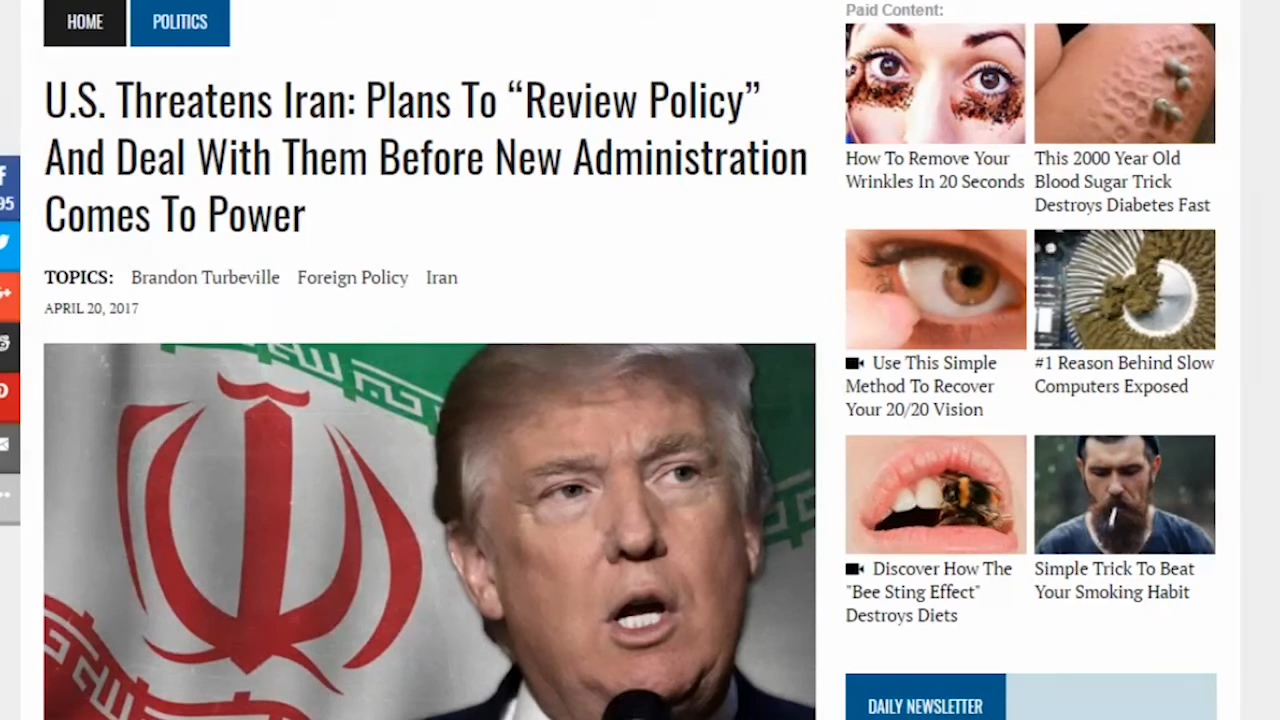 HOME
POLITICS
U.S. Threatens Iran: Plans To “Review Policy”
And Deal With Them Before New Administration
Comes To Power
TOPICS: Brandon Turbeville Foreign Policy Iran
APRIL 20, 2017
95
Paid Content:
How To Remove Your
Wrinkles In 20 Seconds
This 2000 Year Old
Blood Sugar Trick
Destroys Diabetes Fast
Use This Simple
Method To Recover
Your 20/20 Vision
#1 Reason Behind Slow
Computers Exposed
Discover How The
"Bee Sting Effect"
Destroys Diets
Simple Trick To Beat
Your Smoking Habit
DAILY NEWSLETTER